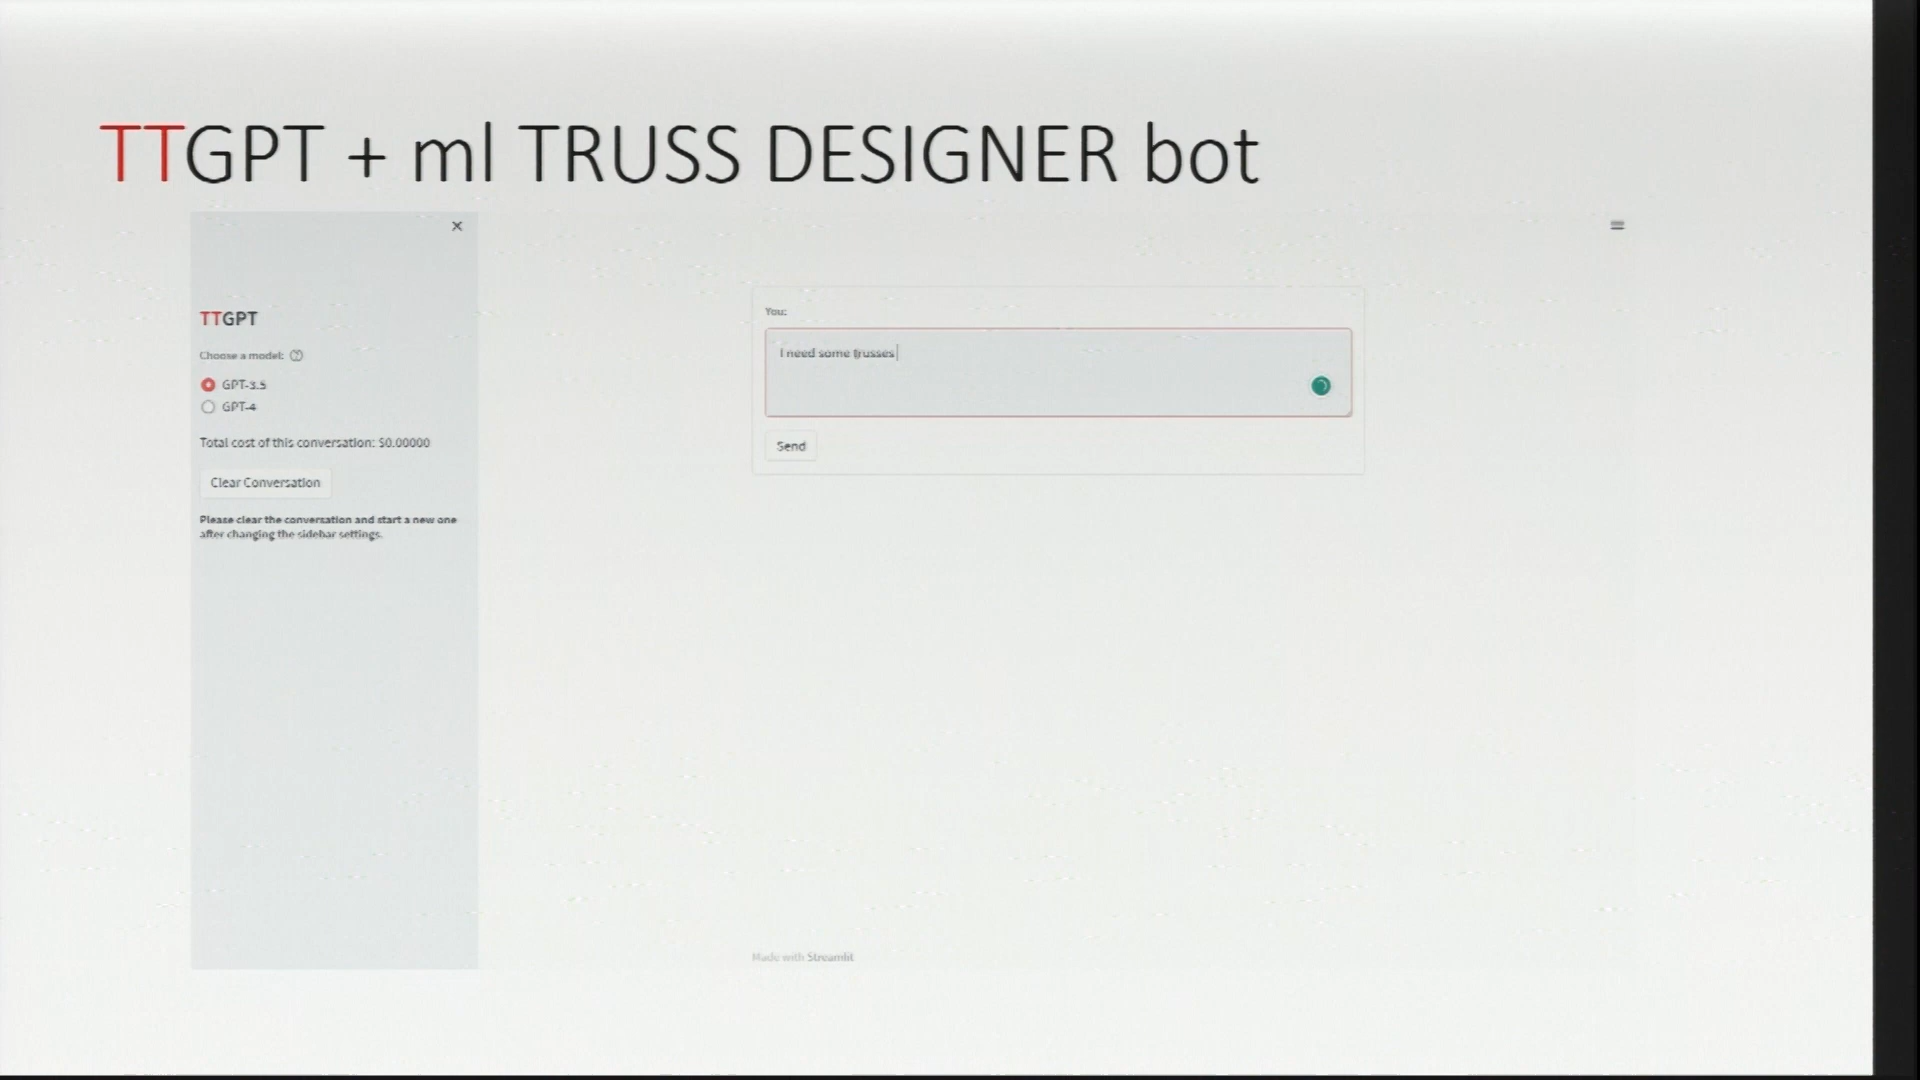 TTGPT + ml TRUSS DESIGNER bot
TTGPT
Choose a model:
GPT-3.5
GPT-4
Total cost of this conversation: $0.00000
Clear Conversation
Please clear the conversation and start a new one
after changing the sidebar settings.
You:
I need some trusses
Send
Made with Streamlit